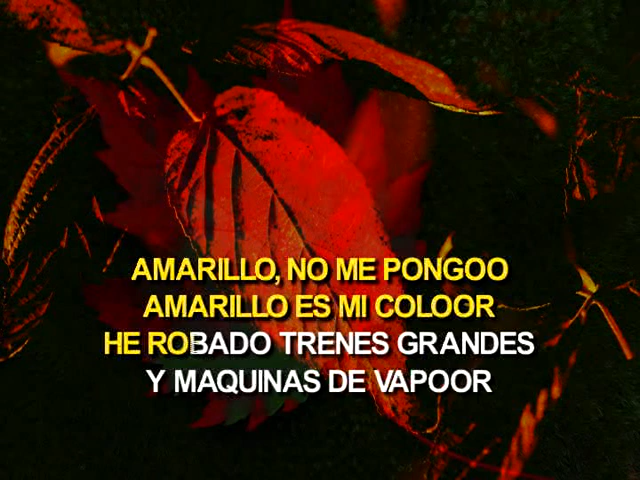 AMARILLO, NO ME PONGOO
AMARILLO ES MI COLOOR
HE ROBADO TRENES GRANDES
Y MAQUINAS DE VAPOOR